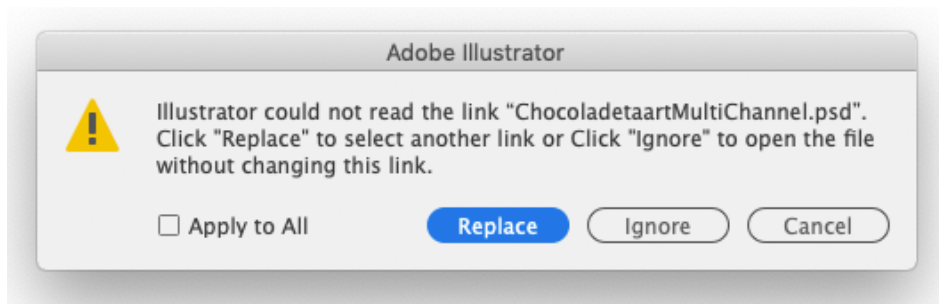 Adobe Illustrator
Illustrator could not read the link “ChocoladetaartMultiChannel.psd”.
Click "Replace" to select another link or Click "Ignore" to open the file
without changing this link.
Apply to All
Replace
Ignore
Cancel